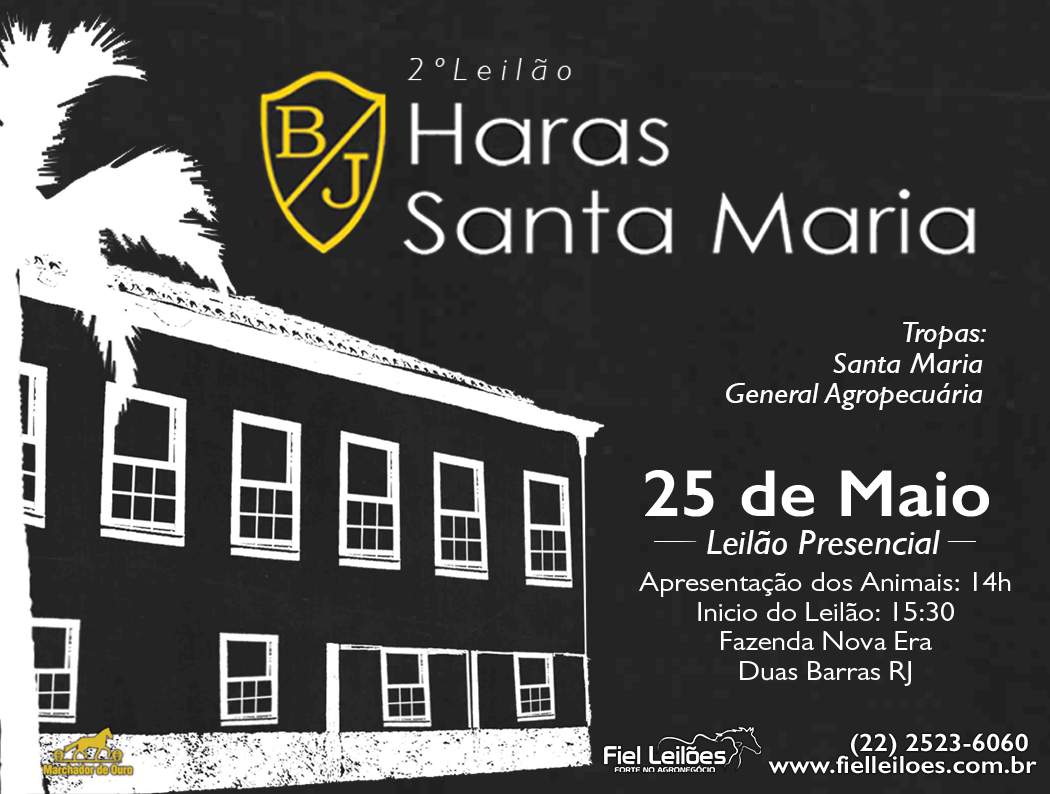 2º Leilão
B/J
Haras
Santa Maria
Tropas:
Santa Maria
General Agropecuária
25 de Maio
Leilão Presencial
Apresentação dos Animais: 14h
Inicio do Leilão: 15:30
Fazenda Nova Era
Duas Barras RJ
Marchador de Ouro
Fiel Leilões
FORTE NO AGRONEGÓCIO
(22) 2523-6060
www.fielleiloes.com.br